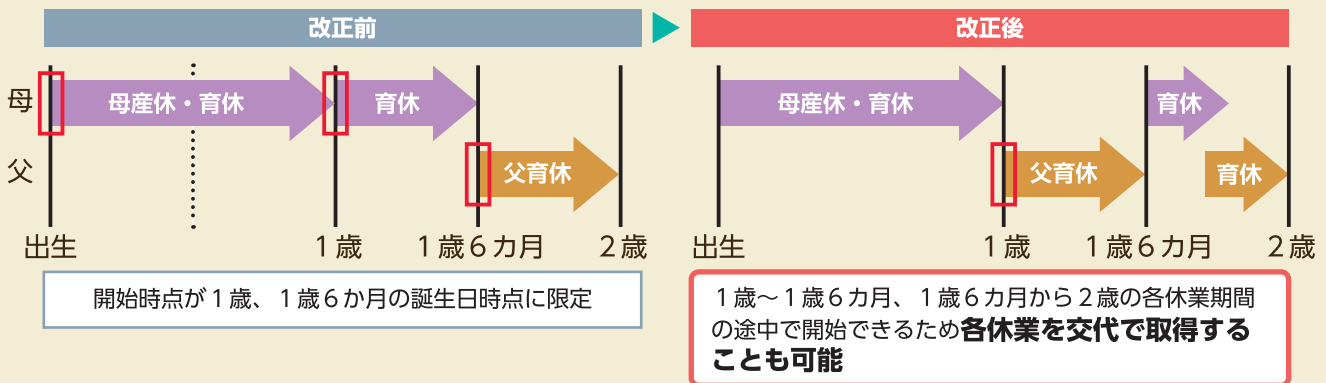 改正前
改正後
母
母産休・育休
育休
母産休・育休
育休
父
父育休
父育休
育休
出生
1歳
1歳6カ月
2歳
出生
1歳
1歳6カ月
2歳
開始時点が1歳、1歳6か月の誕生日時点に限定
1歳～1歳6カ月、1歳6カ月から2歳の各休業期間
の途中で開始できるため各休業を交代で取得する
ことも可能